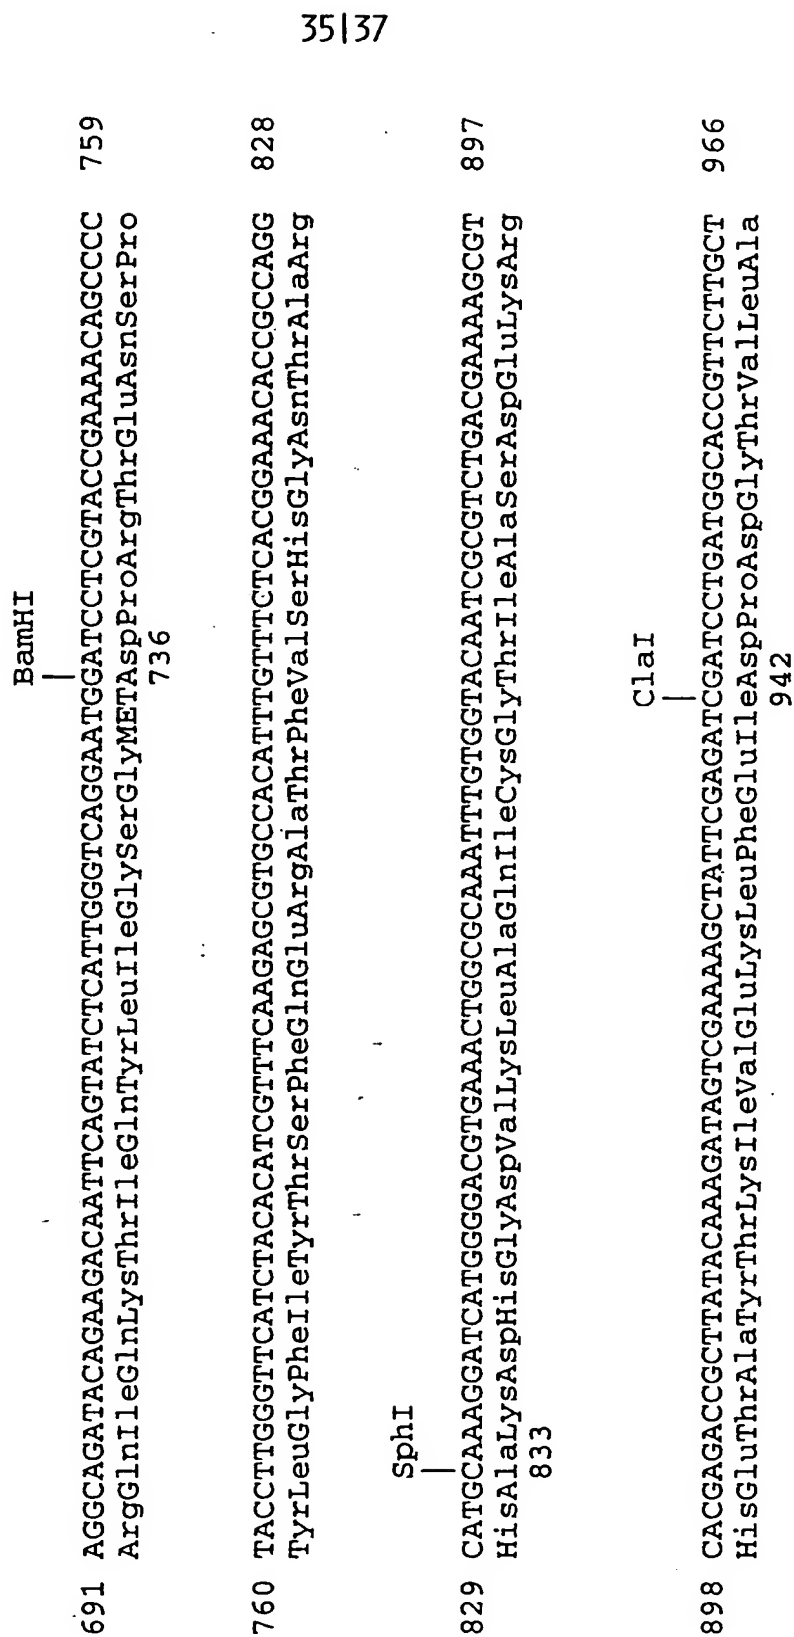 35|37
BamHI
691 AGGCAGATACAGAAGACAATTCAGTATCTCATTGGGTCAGGAATGGATCCTCGTACCGAAAACAGCCCC 759
ArgGlnIleGlnLysThrIleGlnTyrLeuIleGlySerGlyMETAspProArgThrGluAsnSerPro
736
760 TACCTTGGGTTCATCTACACATCGTTTCAAGAGCGTGCCACATTTGTTTCTCACGGAAACACCGCCAGG 828
TyrLeuGlyPheIleTyrThrSerPheGlnGluArgAlaThrPheValSerHisGlyAsnThrAlaArg
SphI
829 CATGCAAAGGATCATGGGGACGTGAAACTGGCGCAAATTTGTGGTACAATCGCGTCTGACGAAAAGCGT 897
HisAlaLysAspHisGlyAspValLysLeuAlaGlnIleCysGlyThrIleAlaSerAspGluLysArg
833
ClaI
898 CACGAGACCGCTTATACAAAGATAGTCGAAAAGCTATTCGAGATCGATCCTGATGGCACCGTTCTTGCT 966
HisGluThrAlaTyrThrLysIleValGluLysLeuPheGluIleAspProAspGlyThrValLeuAla
942